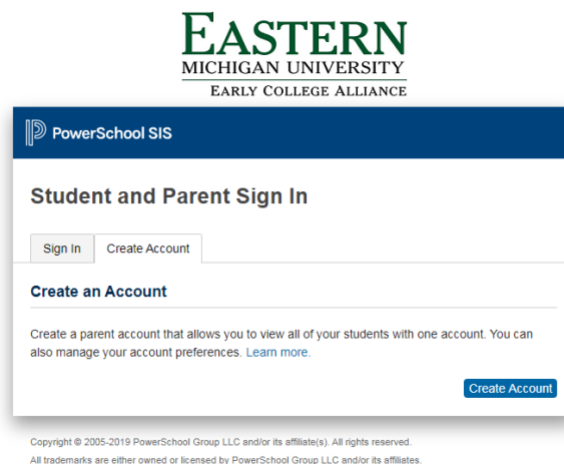 EASTERN
MICHIGAN UNIVERSITY
EARLY COLLEGE ALLIANCE
PowerSchool SIS
Student and Parent Sign In
Sign In
Create Account
Create an Account
Create a parent account that allows you to view all of your students with one account. You can
also manage your account preferences. Learn more.
Create Account
Copyright © 2005-2019 PowerSchool Group LLC and/or its affiliate(s). All rights reserved.
All trademarks are either owned or licensed by PowerSchool Group LLC and/or its affiliates.